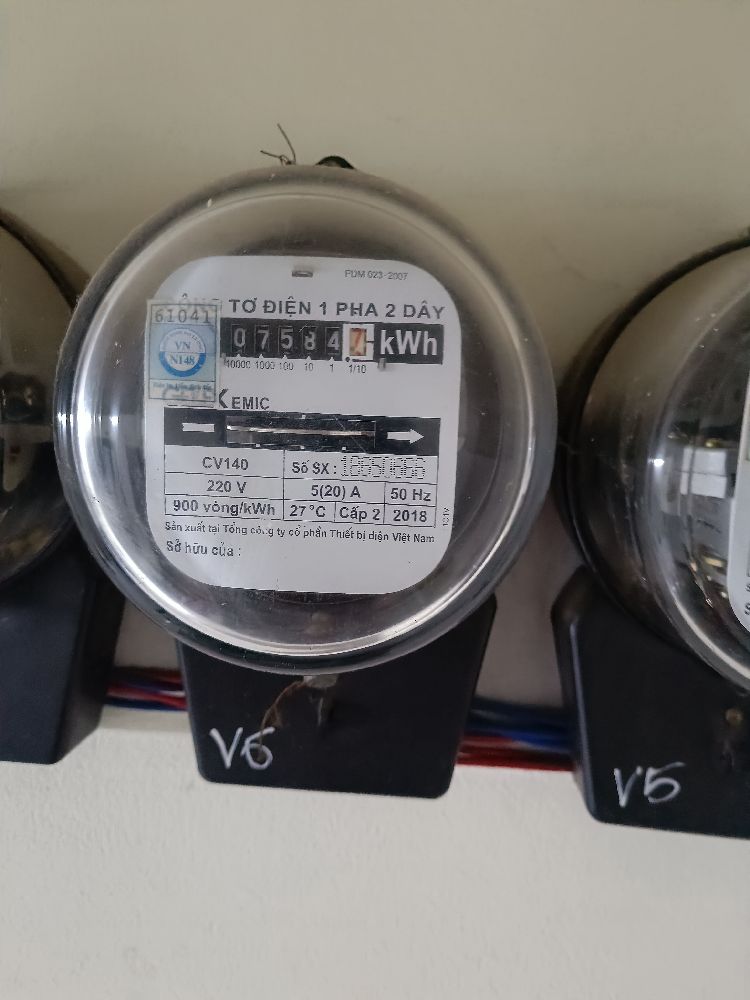 PDM 023-2007
CÔNG TƠ ĐIỆN 1 PHA 2 DÂY
61041
0 7 5 8 4 7 kWh
10000 1000 100 10 1 1/10
VN
N148
EMIC
CV140
Số SX :
220 V
5(20) A
50 Hz
900 vòng/kWh
27 °C
Cấp 2
2018
Sản xuất tại Tổng công ty cổ phần Thiết bị điện Việt Nam
Sở hữu của :
V6
V5